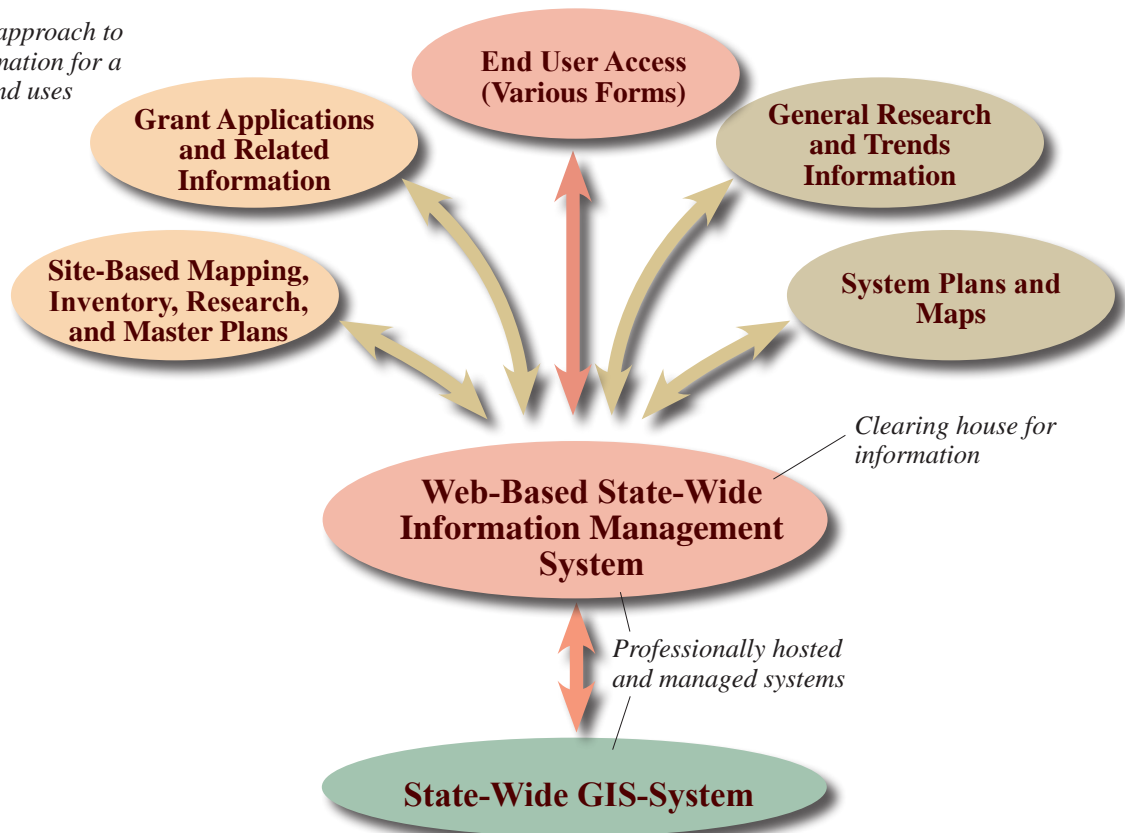 approach to
for a
uses
End User Access
(Various Forms)
Grant Applications
and Related
Information
General Research
and Trends
Information
Site-Based Mapping,
Inventory, Research,
and Master Plans
System Plans and
Maps
Clearing house for
information
Web-Based State-Wide
Information Management
System
Professionally hosted
and managed systems
State-Wide GIS-System